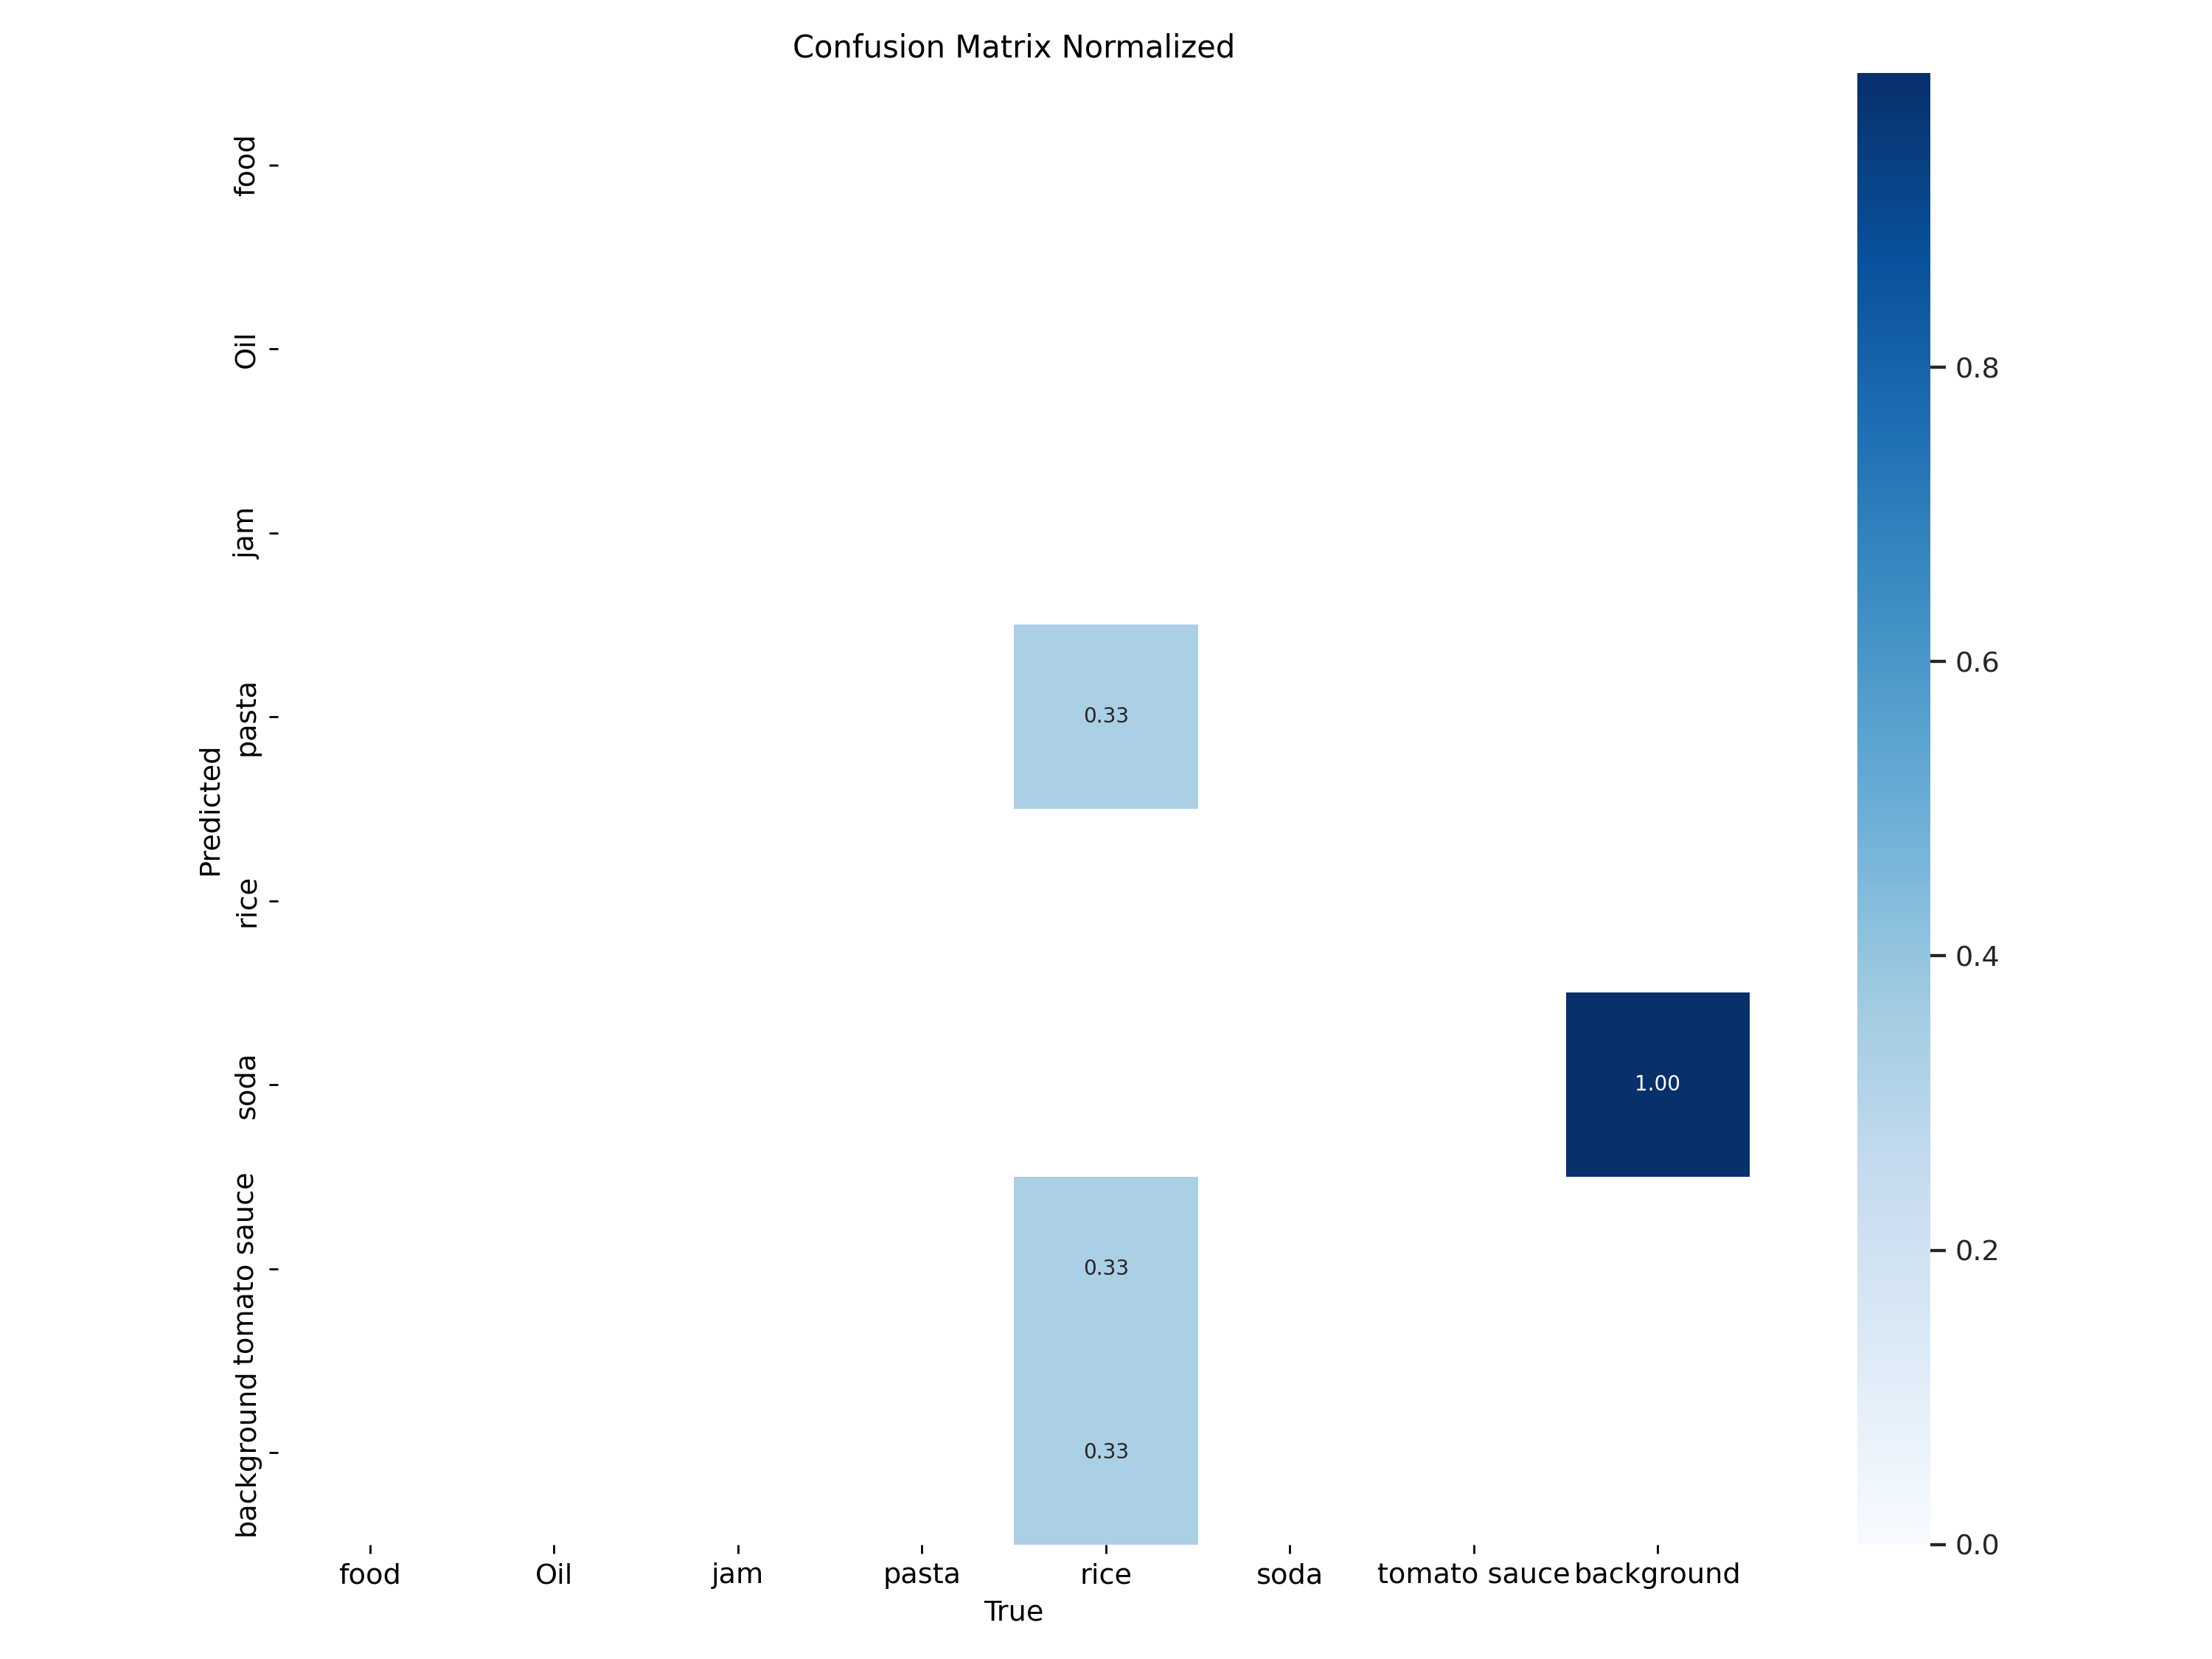 Confusion Matrix Normalized
food
Oil
jam
pasta
rice
soda
tomato sauce
background
Predicted
0.33
1.00
0.33
0.33
food Oil jam pasta rice soda tomato sauce background
True
0.8
0.6
0.4
0.2
0.0